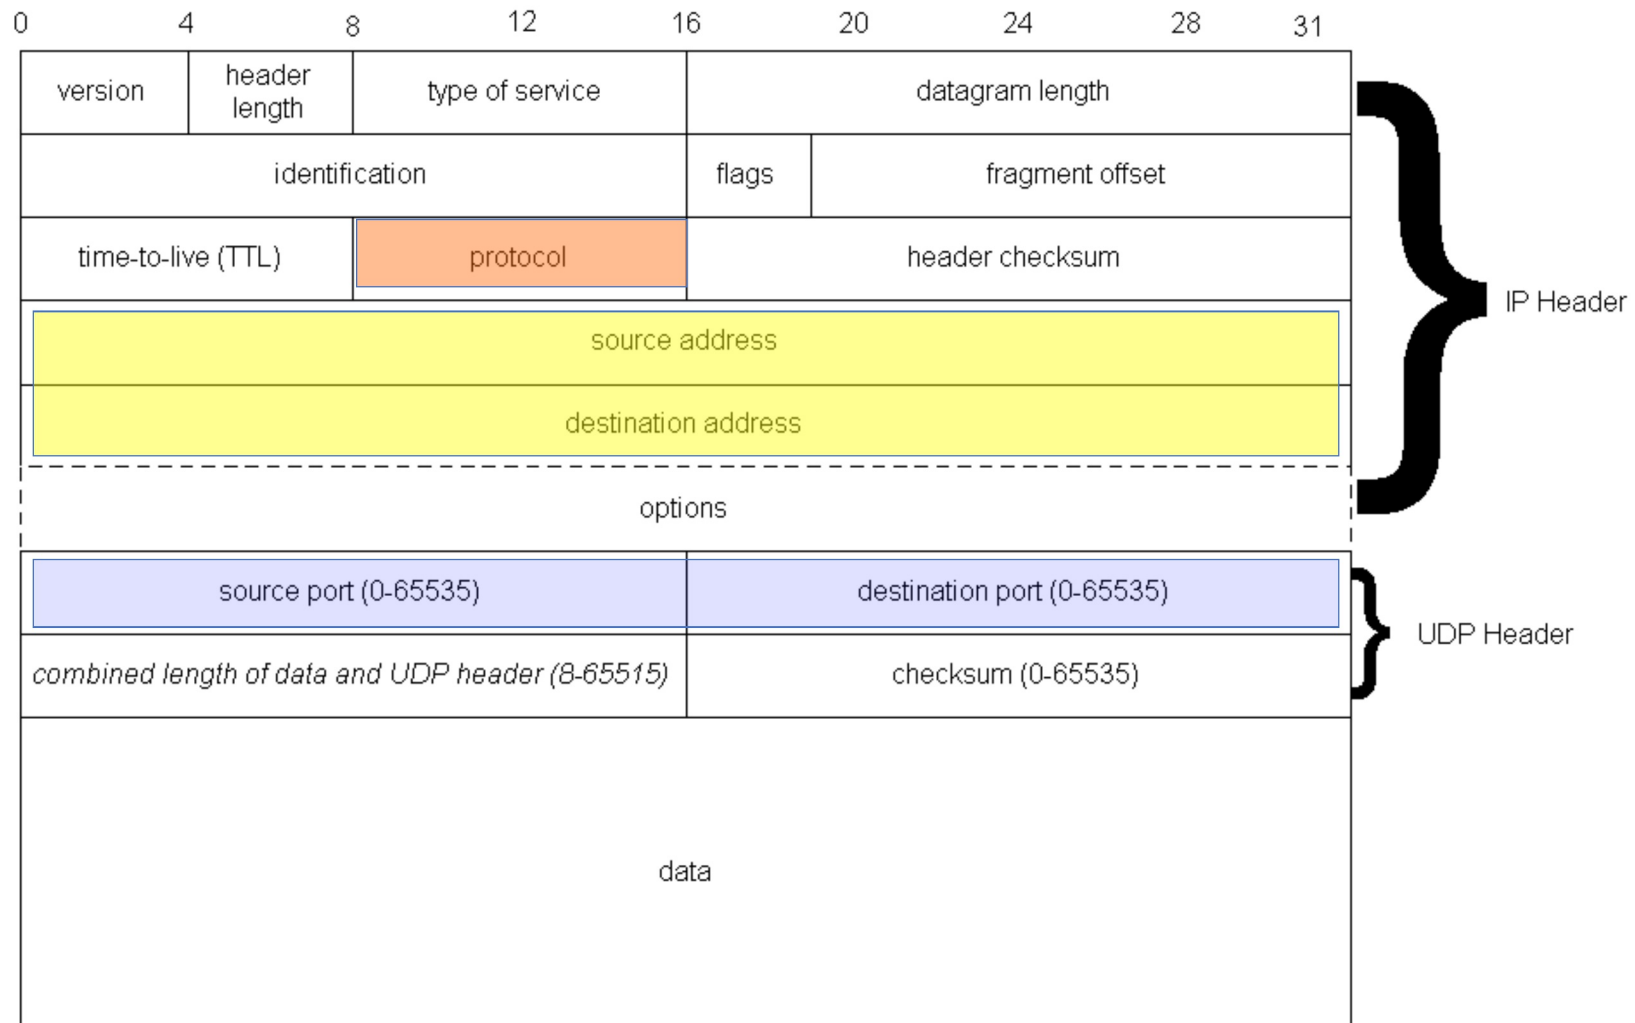 0 4 8 12 16 20 24 28 31
version header length type of service datagram length
identification flags fragment offset
time-to-live (TTL) protocol header checksum
source address
IP Header
destination address
options
source port (0-65535) destination port (0-65535)
UDP Header
combined length of data and UDP header (8-65515) checksum (0-65535)
data